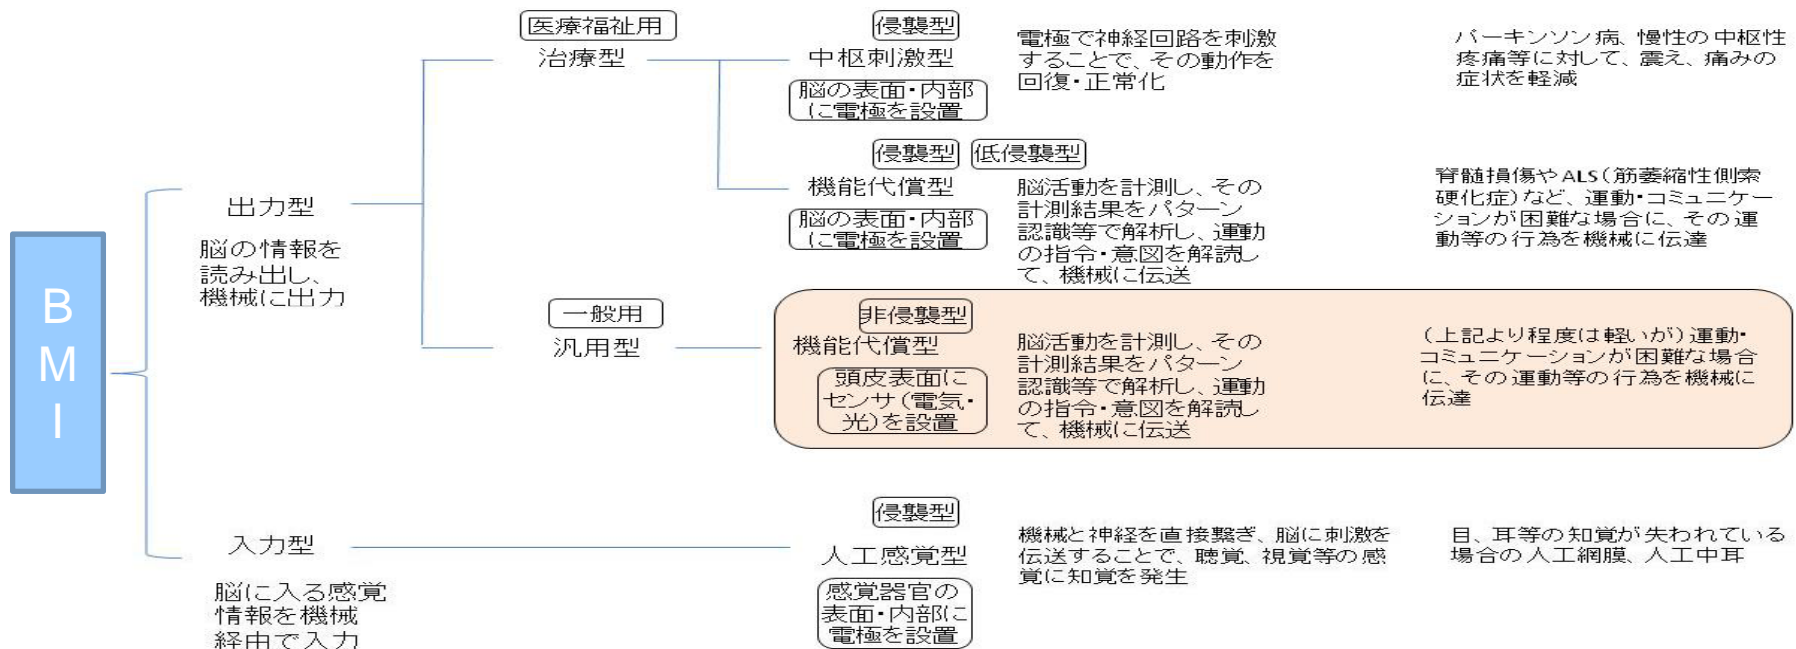 BMI
出力型
脳の情報を
読み出し、
機械に出力
医療福祉用
治療型
侵襲型
中枢刺激型
脳の表面・内部
に電極を設置
電極で神経回路を刺激
することで、その動作を
回復・正常化
パーキンソン病、慢性の中枢性
疼痛等に対して、震え、痛みの
症状を軽減
侵襲型
低侵襲型
機能代償型
脳の表面・内部
に電極を設置
脳活動を計測し、その
計測結果をパターン
認識等で解析し、運動
の指令・意図を解読し
て、機械に伝送
脊髄損傷やALS(筋萎縮性側索
硬化症)など、運動・コミュニケー
ションが困難な場合に、その運
動等の行為を機械に伝達
一般用
汎用型
非侵襲型
機能代償型
頭皮表面に
センサ(電気・
光)を設置
脳活動を計測し、その
計測結果をパターン
認識等で解析し、運動
の指令・意図を解読し
て、機械に伝送
(上記より程度は軽いが)運動・
コミュニケーションが困難な場合
に、その運動等の行為を機械に
伝達
入力型
脳に入る感覚
情報を機械
経由で入力
侵襲型
人工感覚型
感覚器官の
表面・内部に
電極を設置
機械と神経を直接繋ぎ、脳に刺激を
伝送することで、聴覚、視覚等の感
覚に知覚を発生
目、耳等の知覚が失われている
場合の人工網膜、人工中耳